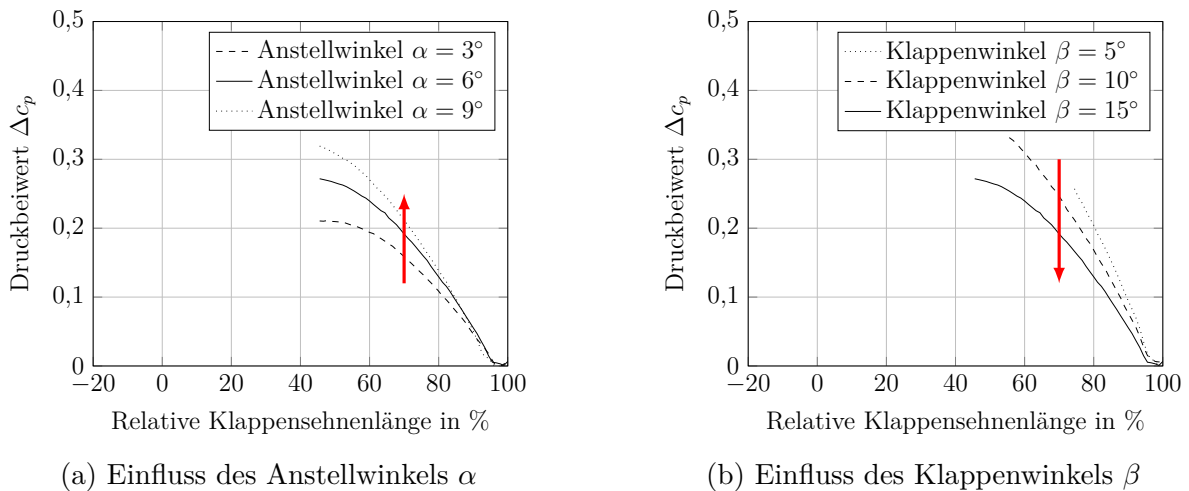 0,5
0,4
0,3
0,2
0,1
0
Druckbeiwert Δcₚ
Anstellwinkel α = 3°
Anstellwinkel α = 6°
Anstellwinkel α = 9°
−20 0 20 40 60 80 100
Relative Klappensehnenlänge in %
(a) Einfluss des Anstellwinkels α
0,5
0,4
0,3
0,2
0,1
0
Druckbeiwert Δcₚ
Klappenwinkel β = 5°
Klappenwinkel β = 10°
Klappenwinkel β = 15°
−20 0 20 40 60 80 100
Relative Klappensehnenlänge in %
(b) Einfluss des Klappenwinkels β